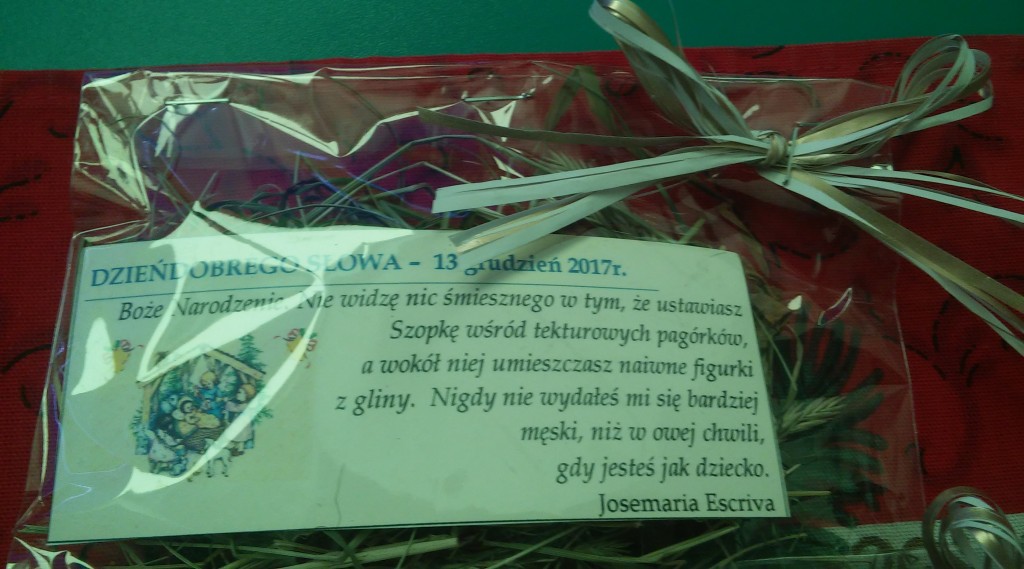 DZIEŃDOBREGO SŁOWA – 13 grudzień 2017r.
Boże Narodzenie. Nie widzę nic śmiesznego w tym, że ustawiasz
Szopkę wśród tekturowych pagórków,
a wokół niej umieszczasz naiwne figurki
z gliny. Nigdy nie wydałeś mi się bardziej
męski, niż w owej chwili,
gdy jesteś jak dziecko.
Josemaria Escriva